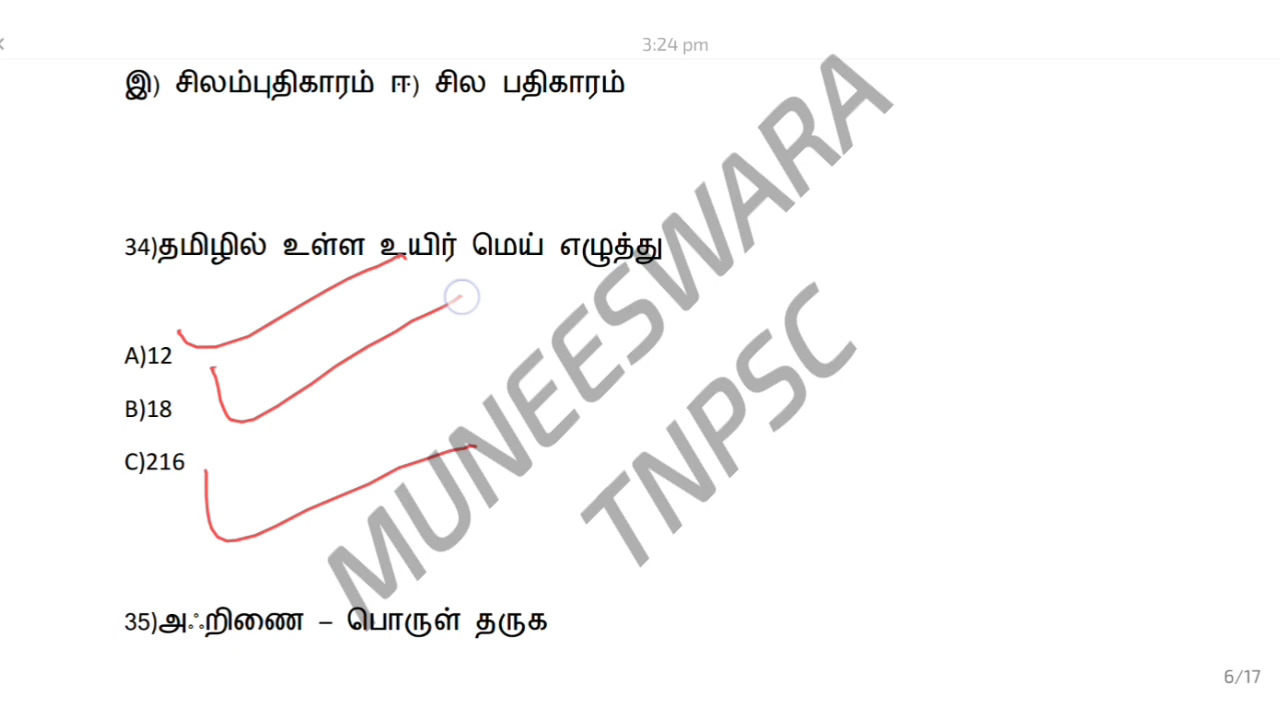 3:24 pm
இ) சிலம்புதிகாரம் ஈ) சில பதிகாரம்
34)தமிழில் உள்ள உயிர் மெய் எழுத்து
A)12
B)18
C)216
35)அஃறிணை – பொருள் தருக
MUNEESWARA
TNPSC
6/17